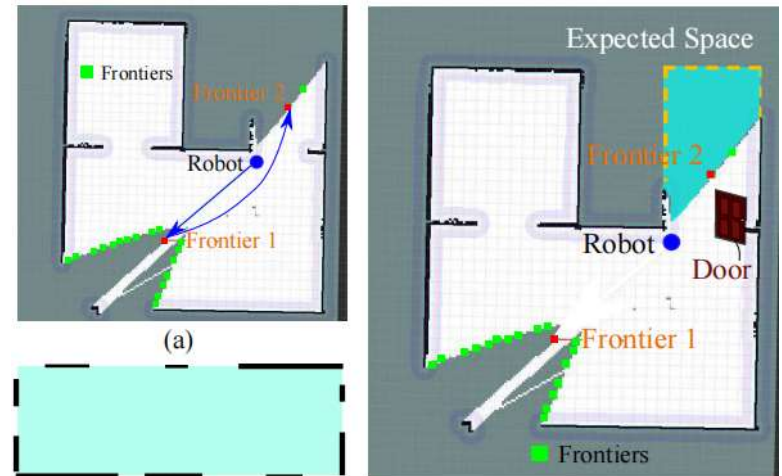 Frontiers
Frontier 2
Robot
Frontier 1
(a)
Expected Space
Frontier 2
Robot
Door
Frontier 1
Frontiers